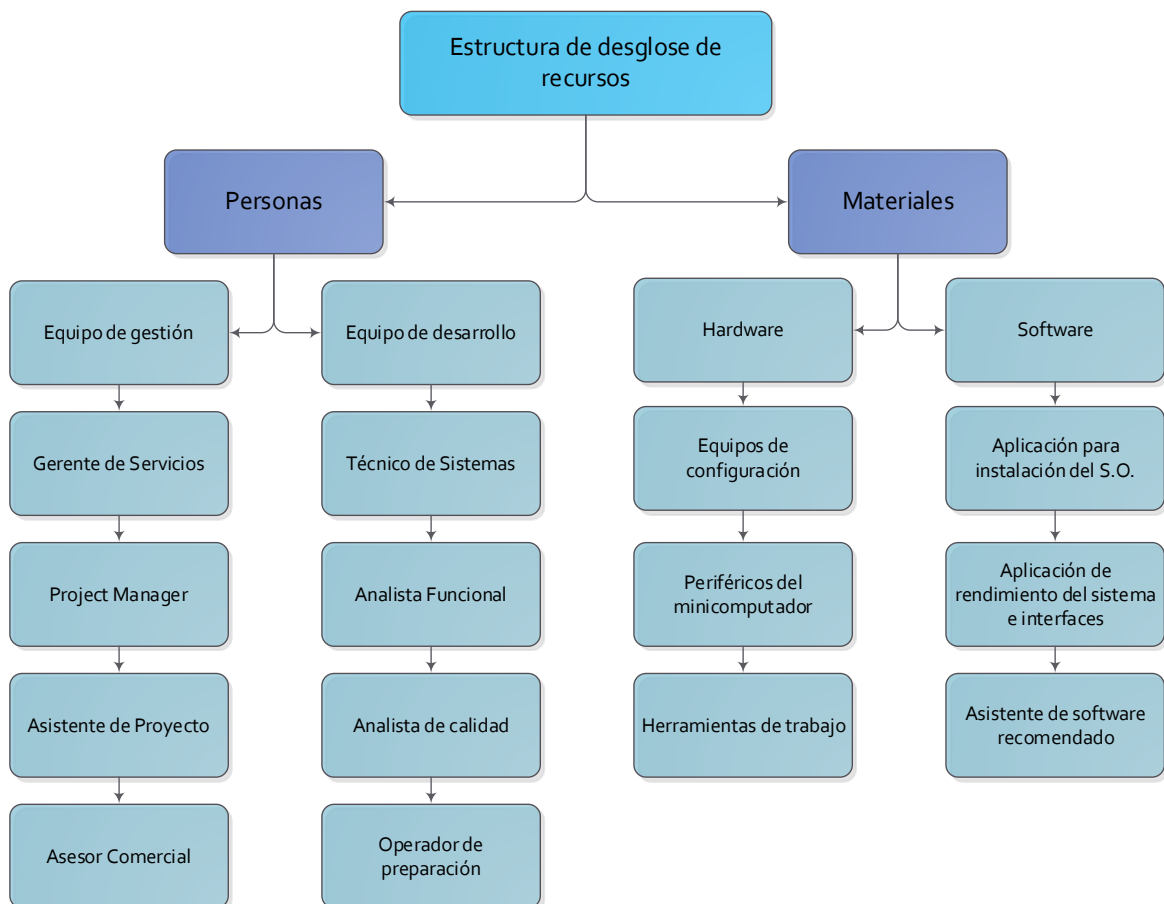 Estructura de desglose de
recursos
Personas
Materiales
Equipo de gestión
Equipo de desarrollo
Hardware
Software
Gerente de Servicios
Técnico de Sistemas
Equipos de
configuración
Aplicación para
instalación del S.O.
Project Manager
Analista Funcional
Periféricos del
minicomputador
Aplicación de
rendimiento del sistema
e interfaces
Asistente de Proyecto
Analista de calidad
Herramientas de trabajo
Asistente de software
recomendado
Asesor Comercial
Operador de
preparación